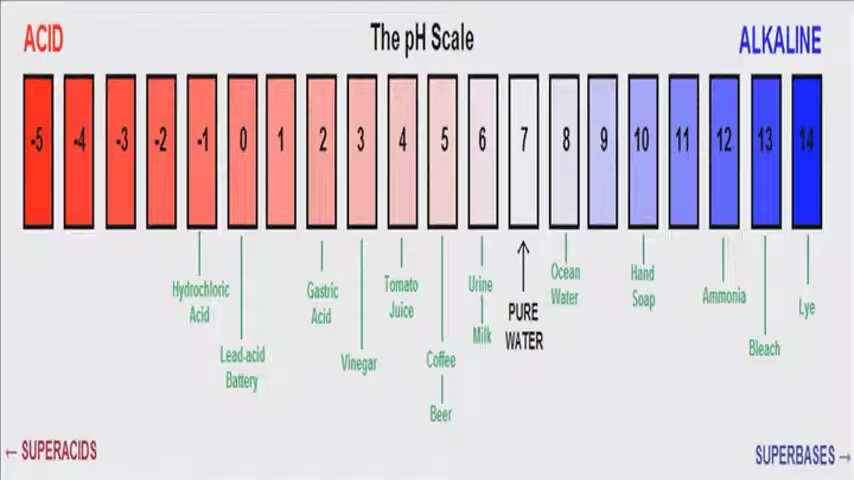 ACID
The pH Scale
ALKALINE
-5 -4 -3 -2 -1 0 1 2 3 4 5 6 7 8 9 10 11 12 13 14
Hydrochloric
Acid
Lead-acid
Battery
Gastric
Acid
Vinegar
Tomato
Juice
Coffee
Beer
Urine
Milk
PURE
WATER
Ocean
Water
Hand
Soap
Ammonia
Bleach
Lye
← SUPERACIDS
SUPERBASES →